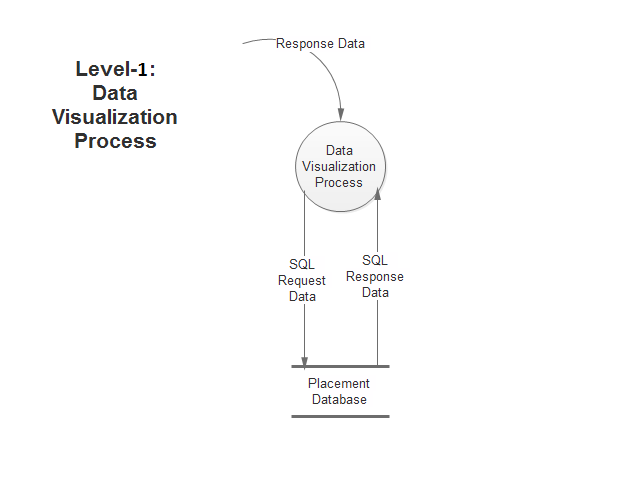 Level-1:
Data
Visualization
Process
Response Data
Data
Visualization
Process
SQL
Request
Data
SQL
Response
Data
Placement
Database